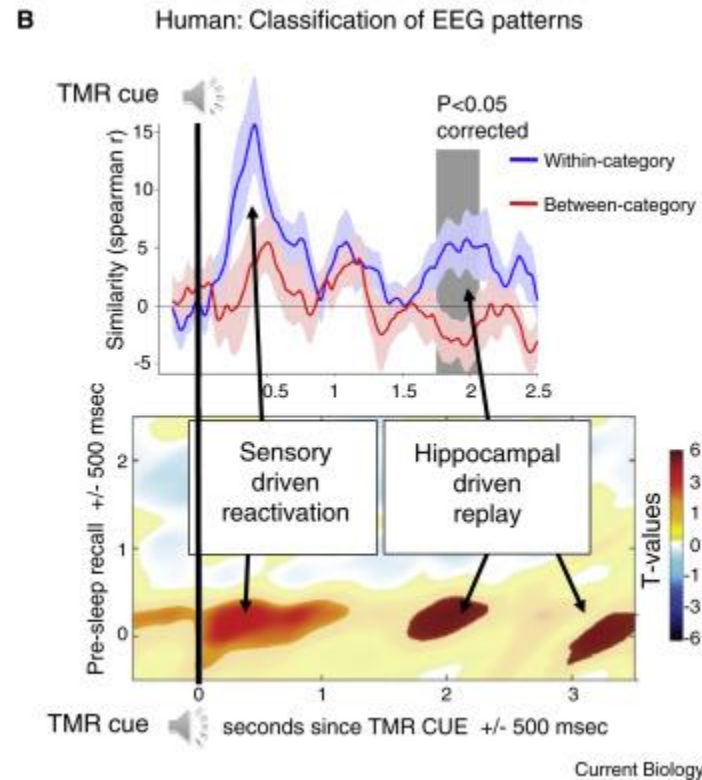 B
Human: Classification of EEG patterns
TMR cue
P<0.05
corrected
Within-category
Between-category
Similarity (spearman r)
15
10
5
0
-5
0.5
1
1.5
2
2.5
Sensory
driven
reactivation
Hippocampal
driven
replay
Pre-sleep recall +/- 500 msec
2
1
0
0
1
2
3
T-values
6
3
1
0
-1
-3
-6
TMR cue
seconds since TMR CUE +/- 500 msec
Current Biology